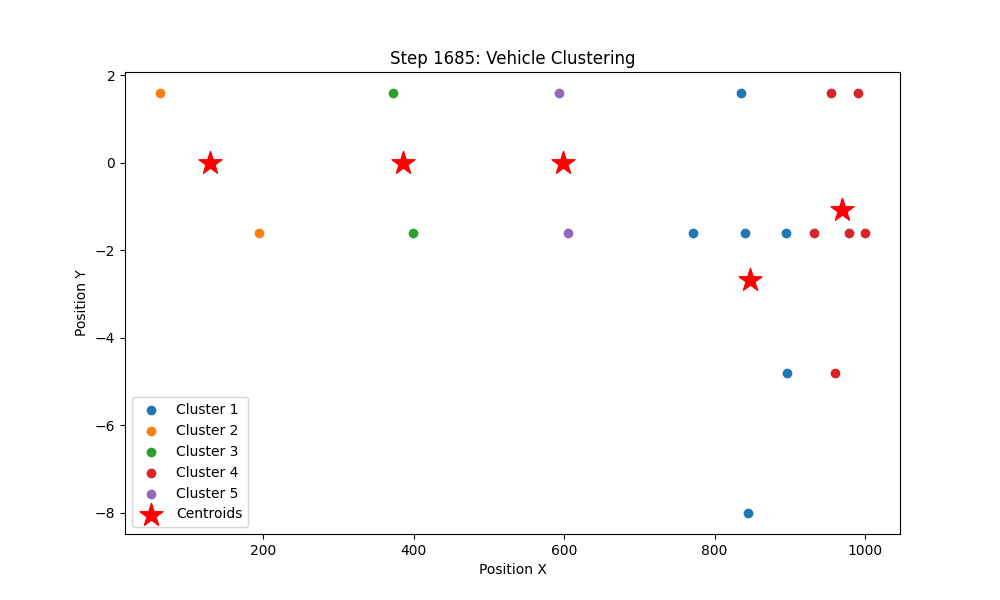 Step 1685: Vehicle Clustering
Position Y
2
0
−2
−4
−6
−8
Cluster 1
Cluster 2
Cluster 3
Cluster 4
Cluster 5
Centroids
200
400
600
800
1000
Position X